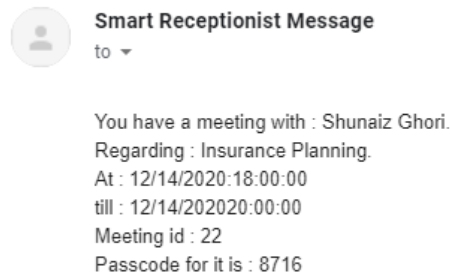 Smart Receptionist Message
to
You have a meeting with : Shunaiz Ghori.
Regarding : Insurance Planning.
At : 12/14/2020:18:00:00
till : 12/14/202020:00:00
Meeting id : 22
Passcode for it is : 8716